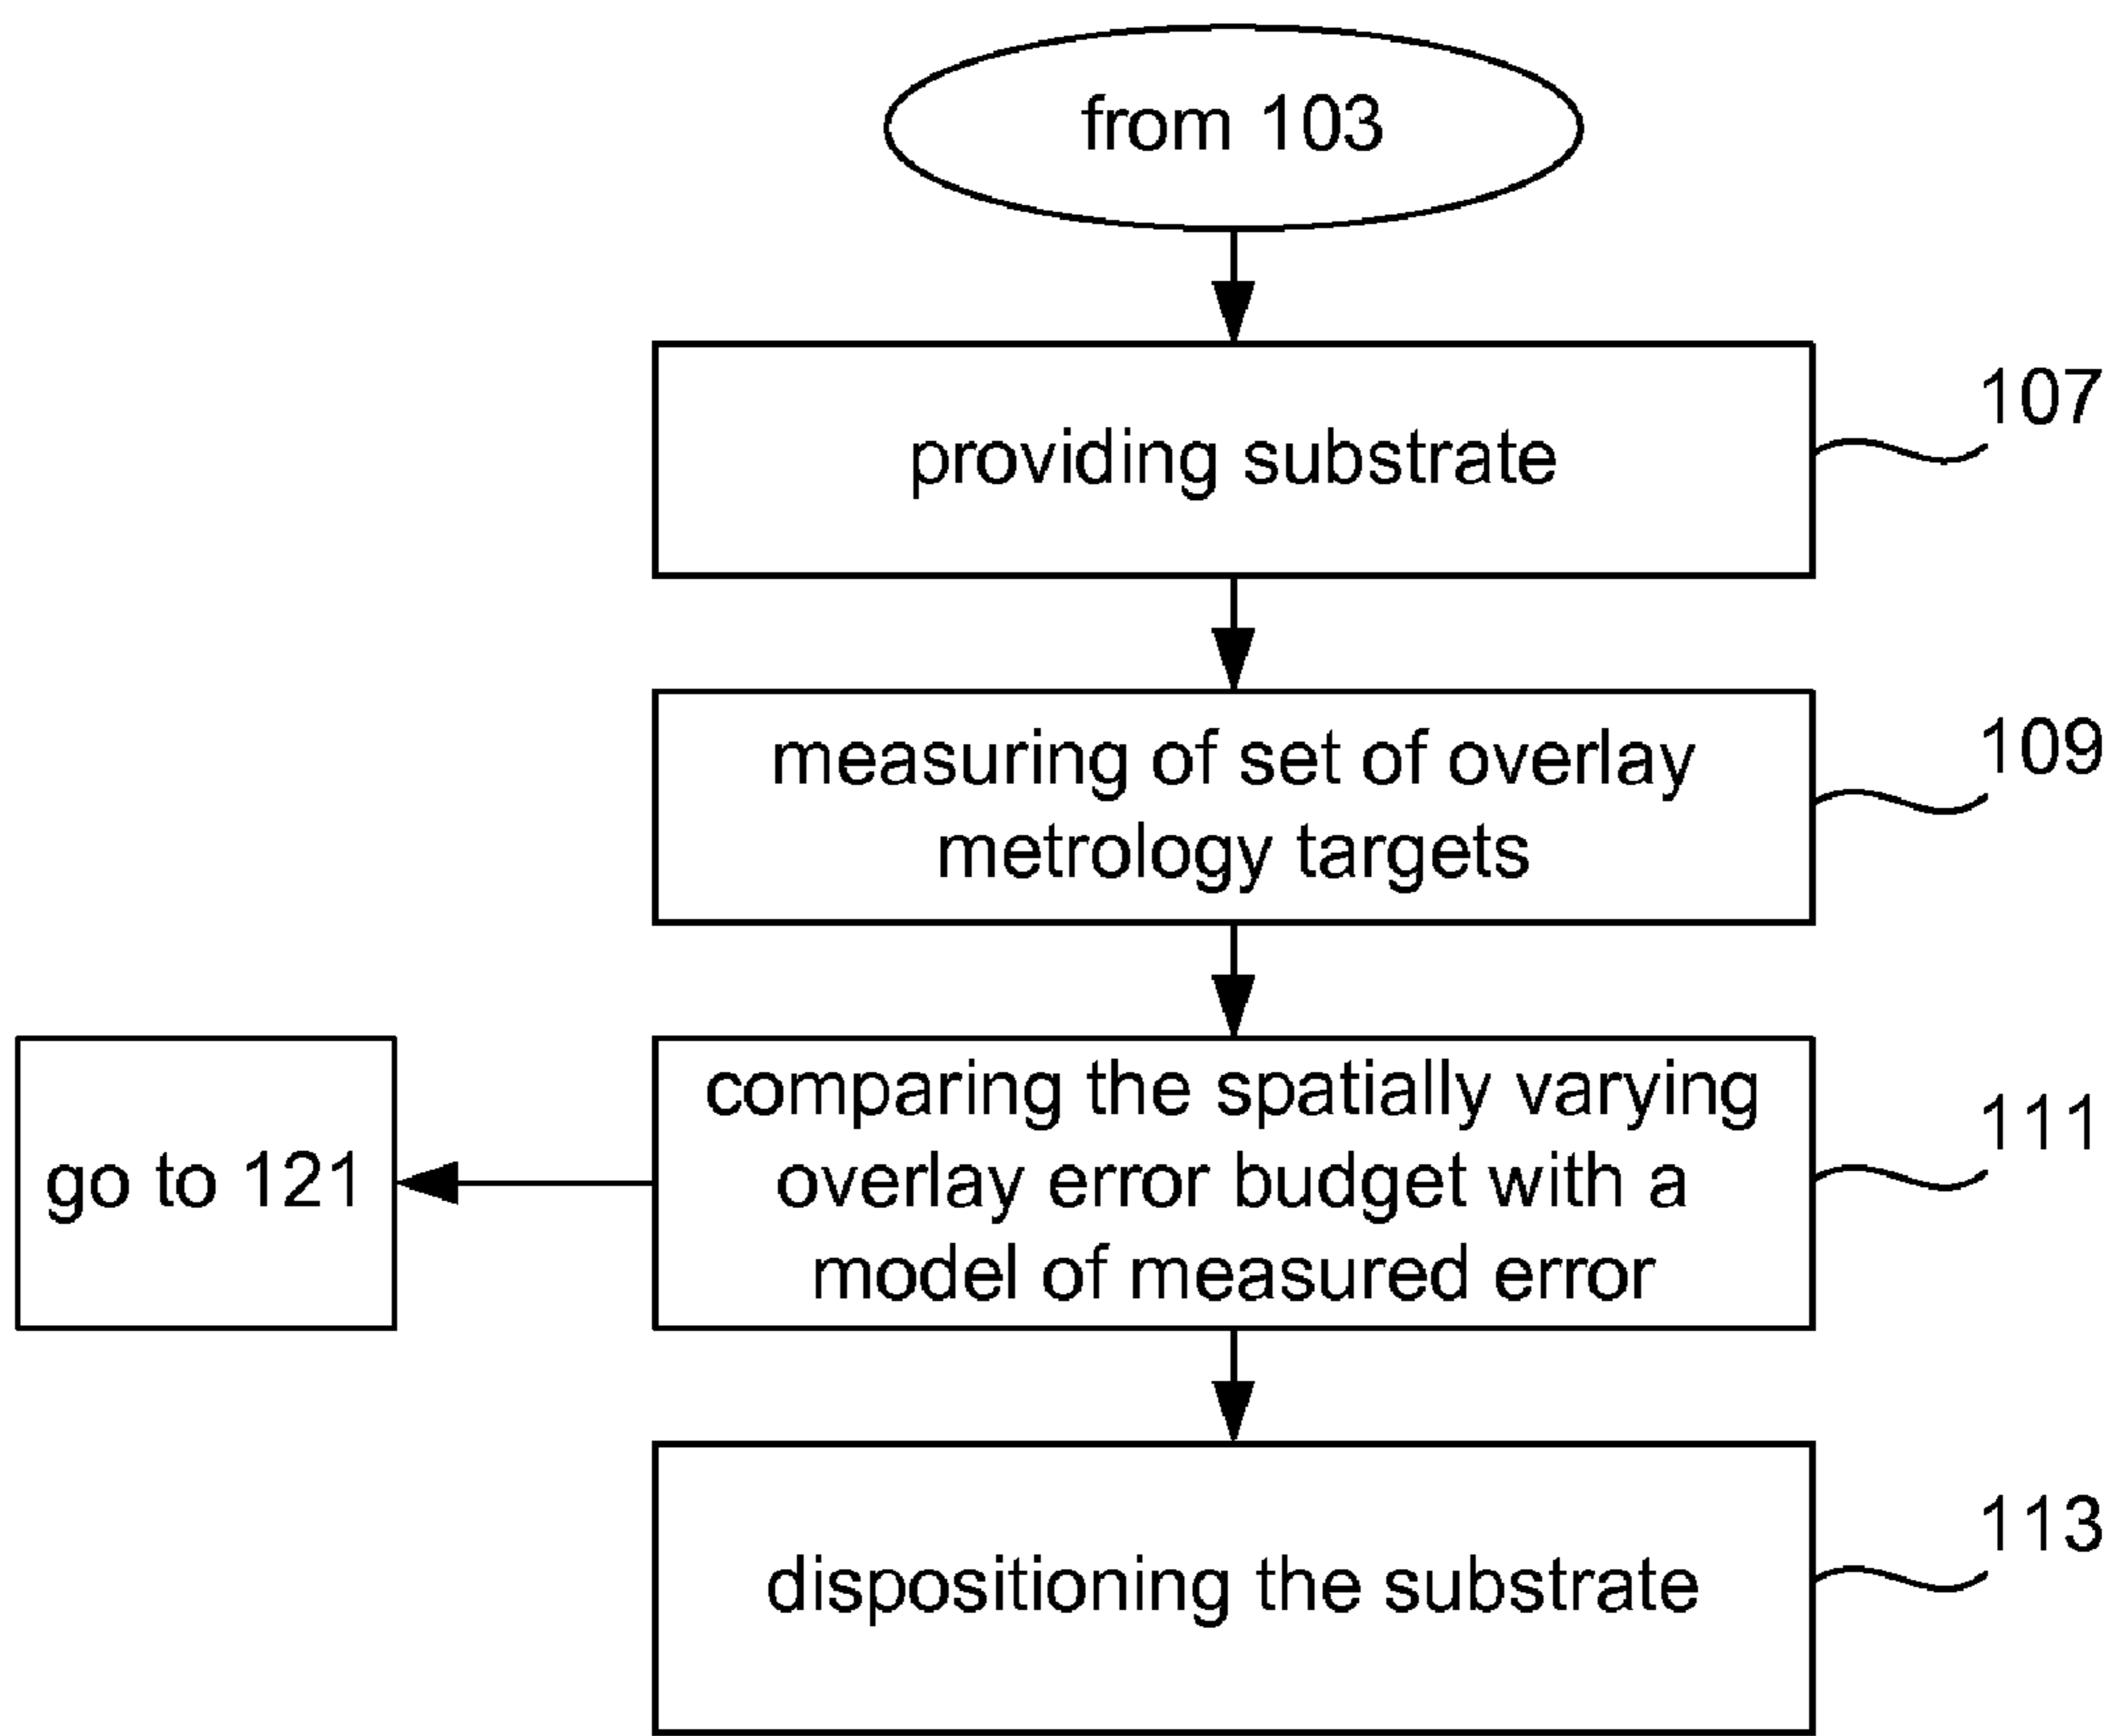 from 103
providing substrate
107
measuring of set of overlay
metrology targets
109
comparing the spatially varying
overlay error budget with a
model of measured error
111
go to 121
dispositioning the substrate
113